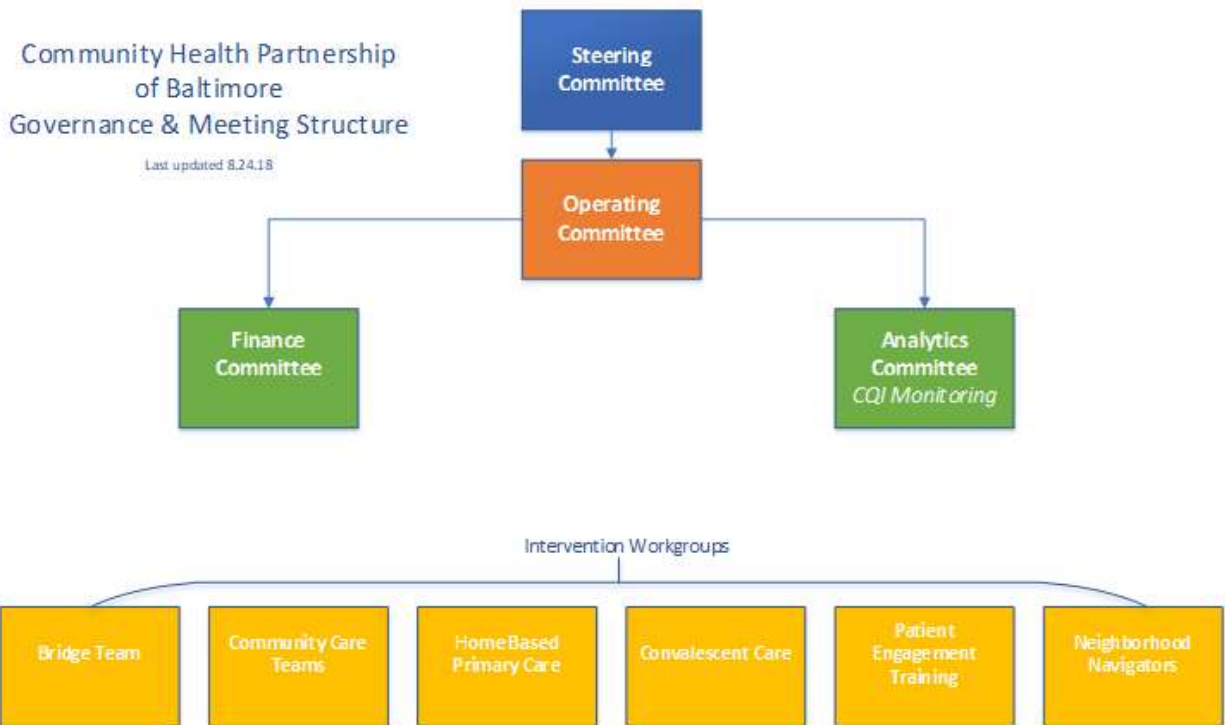 Community Health Partnership
of Baltimore
Governance & Meeting Structure
Last updated 8.24.18
Steering
Committee
Operating
Committee
Finance
Committee
Analytics
Committee
CQI Monitoring
Intervention Workgroups
Bridge Team
Community Care
Teams
Home Based
Primary Care
Convalescent Care
Patient
Engagement
Training
Neighborhood
Navigators